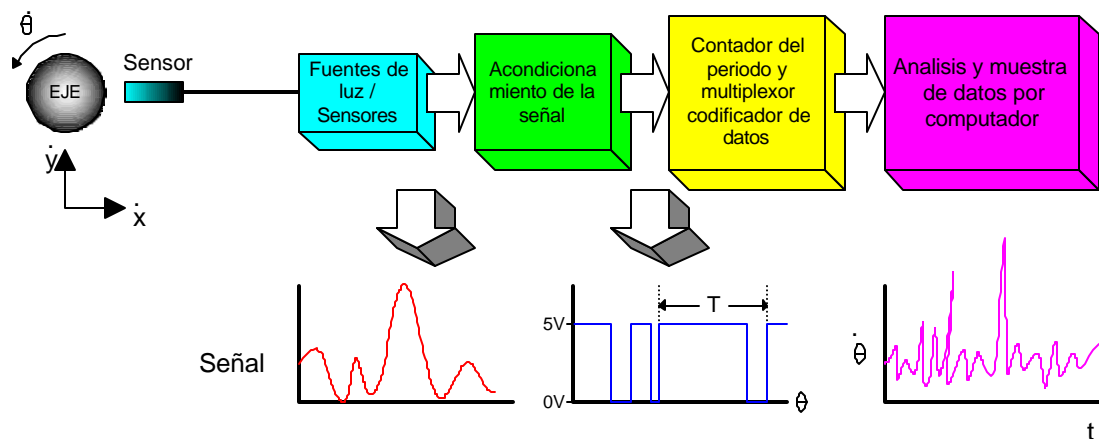 θ̇
EJE
Sensor
ẏ
ẋ
Fuentes de
luz /
Sensores
Acondiciona
miento de la
señal
Contador del
periodo y
multiplexor
codificador de
datos
Analisis y muestra
de datos por
computador
Señal
5V
0V
T
θ
θ̇
t